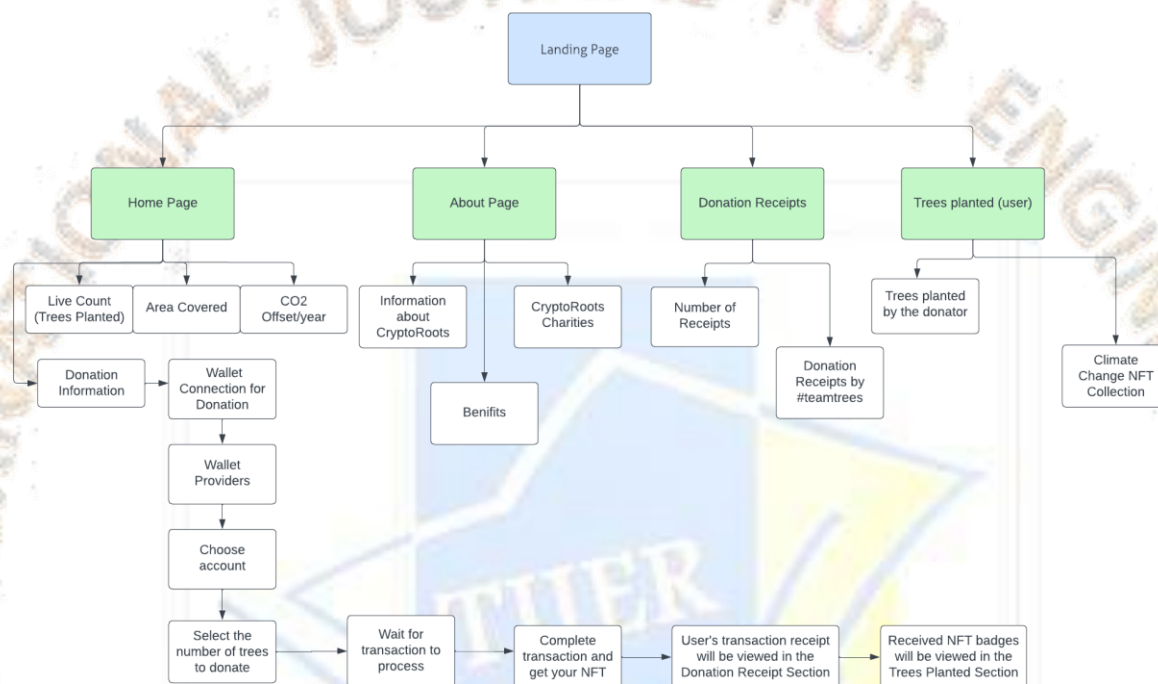 Landing Page
Home Page
About Page
Donation Receipts
Trees planted (user)
Live Count
(Trees Planted)
Area Covered
CO2
Offset/year
Information
about
CryptoRoots
CryptoRoots
Charities
Number of
Receipts
Trees planted
by the donator
Donation
Information
Wallet
Connection for
Donation
Benifits
Donation
Receipts by
#teamtrees
Climate
Change NFT
Collection
Wallet
Providers
Choose
account
Select the
number of trees
to donate
Wait for
transaction to
process
Complete
transaction and
get your NFT
User's transaction receipt
will be viewed in the
Donation Receipt Section
Received NFT badges
will be viewed in the
Trees Planted Section
JOURNAL FOR
TIJER